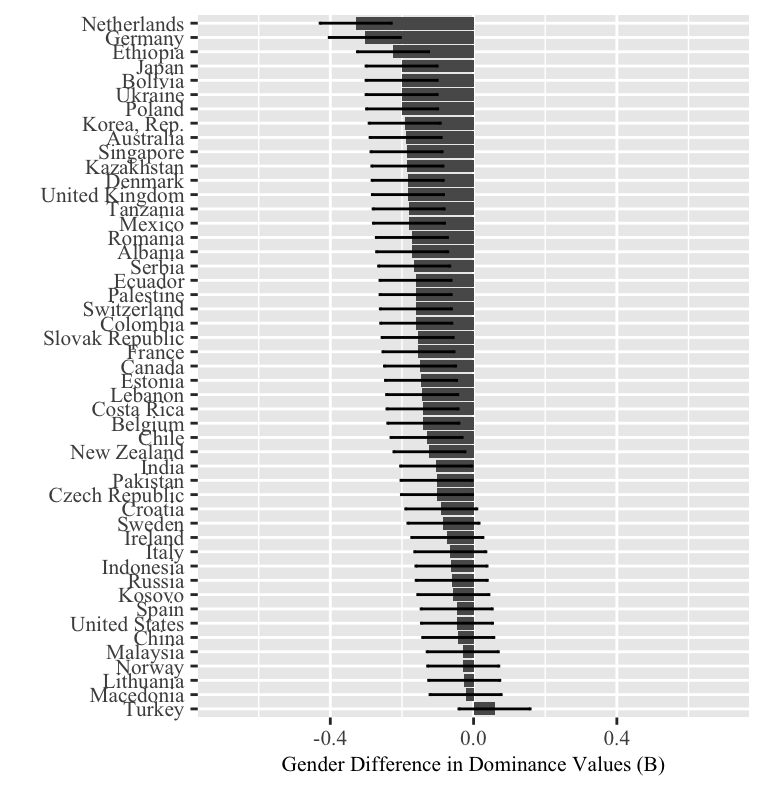 Netherlands
Germany
Ethiopia
Japan
Bolivia
Ukraine
Poland
Korea, Rep.
Australia
Singapore
Kazakhstan
Denmark
United Kingdom
Tanzania
Mexico
Romania
Albania
Serbia
Ecuador
Palestine
Switzerland
Colombia
Slovak Republic
France
Canada
Estonia
Lebanon
Costa Rica
Belgium
Chile
New Zealand
India
Pakistan
Czech Republic
Croatia
Sweden
Ireland
Italy
Indonesia
Russia
Kosovo
Spain
United States
China
Malaysia
Norway
Lithuania
Macedonia
Turkey
-0.4 0.0 0.4
Gender Difference in Dominance Values (B)